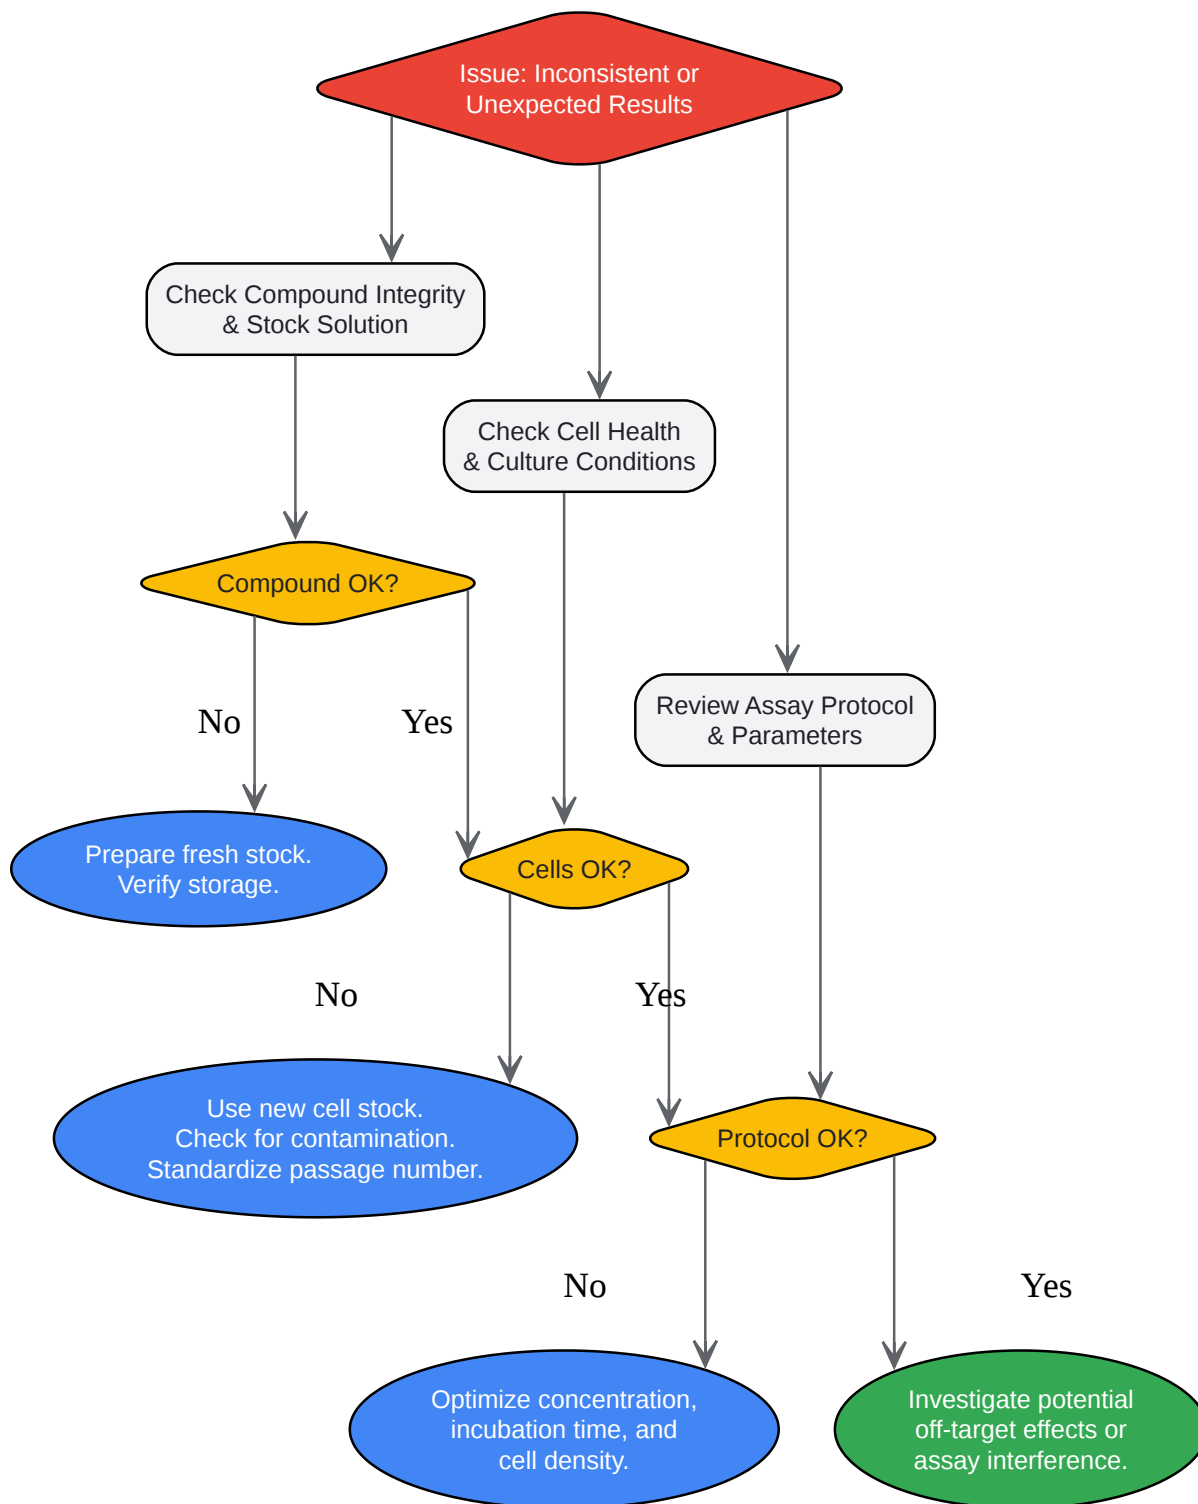 Issue: Inconsistent or
Unexpected Results
Check Compound Integrity
& Stock Solution
Check Cell Health
& Culture Conditions
Compound OK?
No
Yes
Review Assay Protocol
& Parameters
Prepare fresh stock.
Verify storage.
Cells OK?
No
Yes
Use new cell stock.
Check for contamination.
Standardize passage number.
Protocol OK?
No
Yes
Optimize concentration,
incubation time, and
cell density.
Investigate potential
off-target effects or
assay interference.